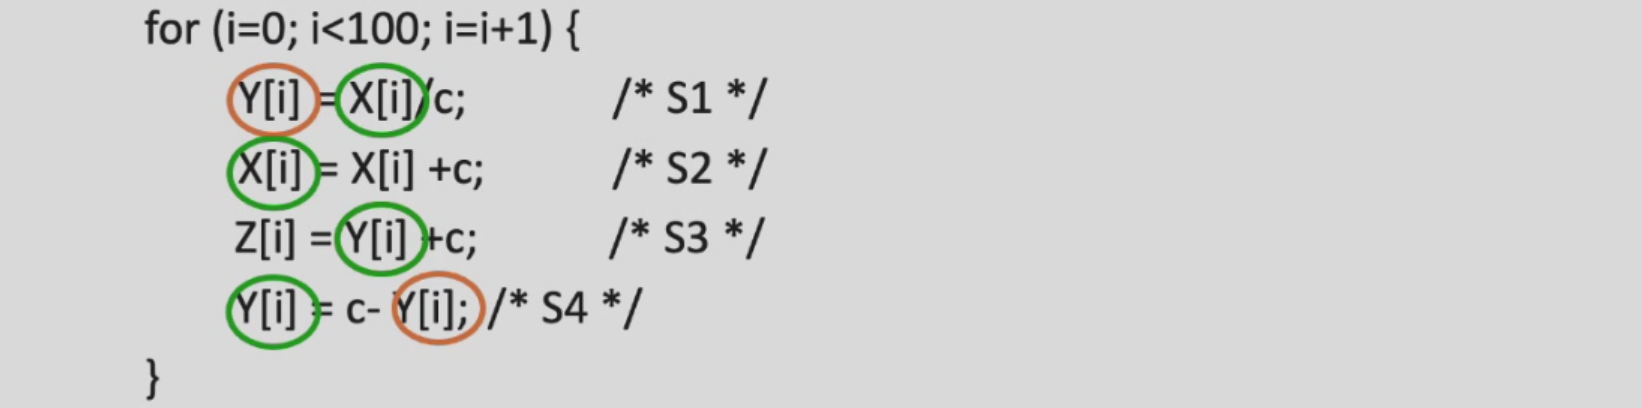 for (i=0; i<100; i=i+1) {
Y[i] = X[i]/c; /* S1 */
X[i] = X[i] +c; /* S2 */
Z[i] = Y[i] +c; /* S3 */
Y[i] = c- Y[i]; /* S4 */
}